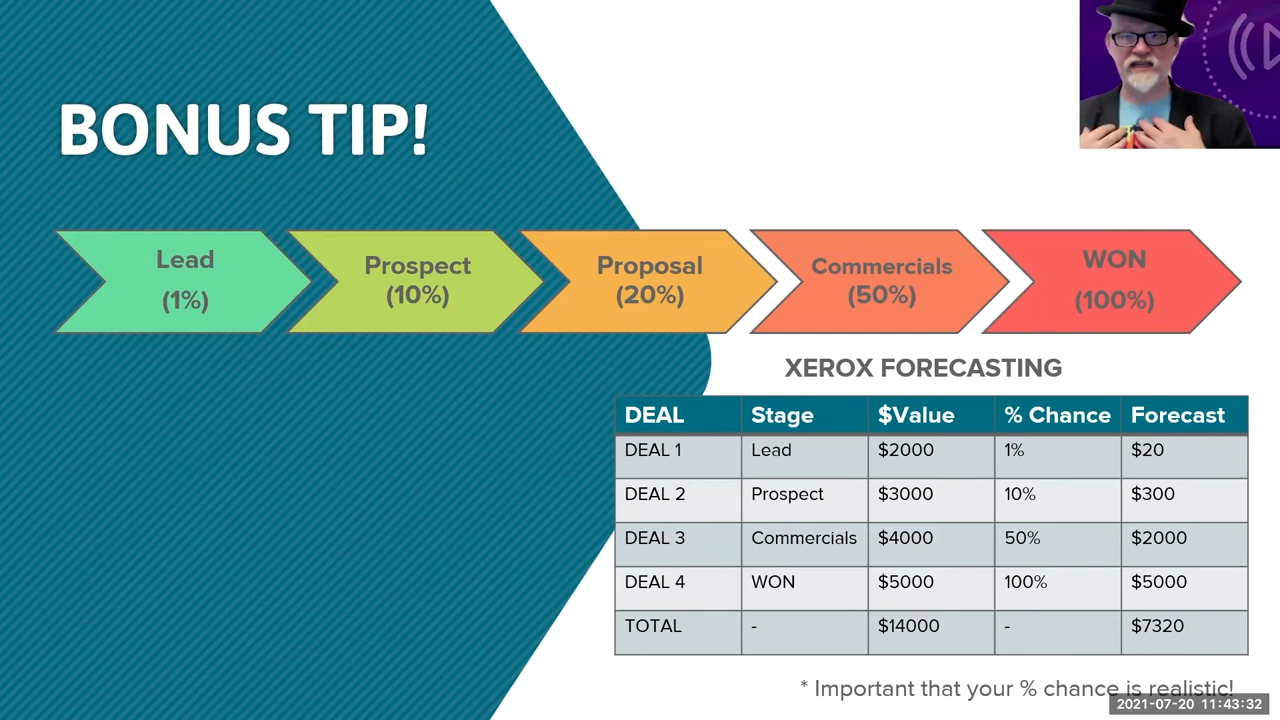 BONUS TIP!
Lead
(1%)
Prospect
(10%)
Proposal
(20%)
Commercials
(50%)
WON
(100%)
XEROX FORECASTING
DEAL Stage $Value % Chance Forecast
DEAL 1 Lead $2000 1% $20
DEAL 2 Prospect $3000 10% $300
DEAL 3 Commercials $4000 50% $2000
DEAL 4 WON $5000 100% $5000
TOTAL - $14000 - $7320
* Important that your % chance is realistic!
2021-07-20 11:43:32